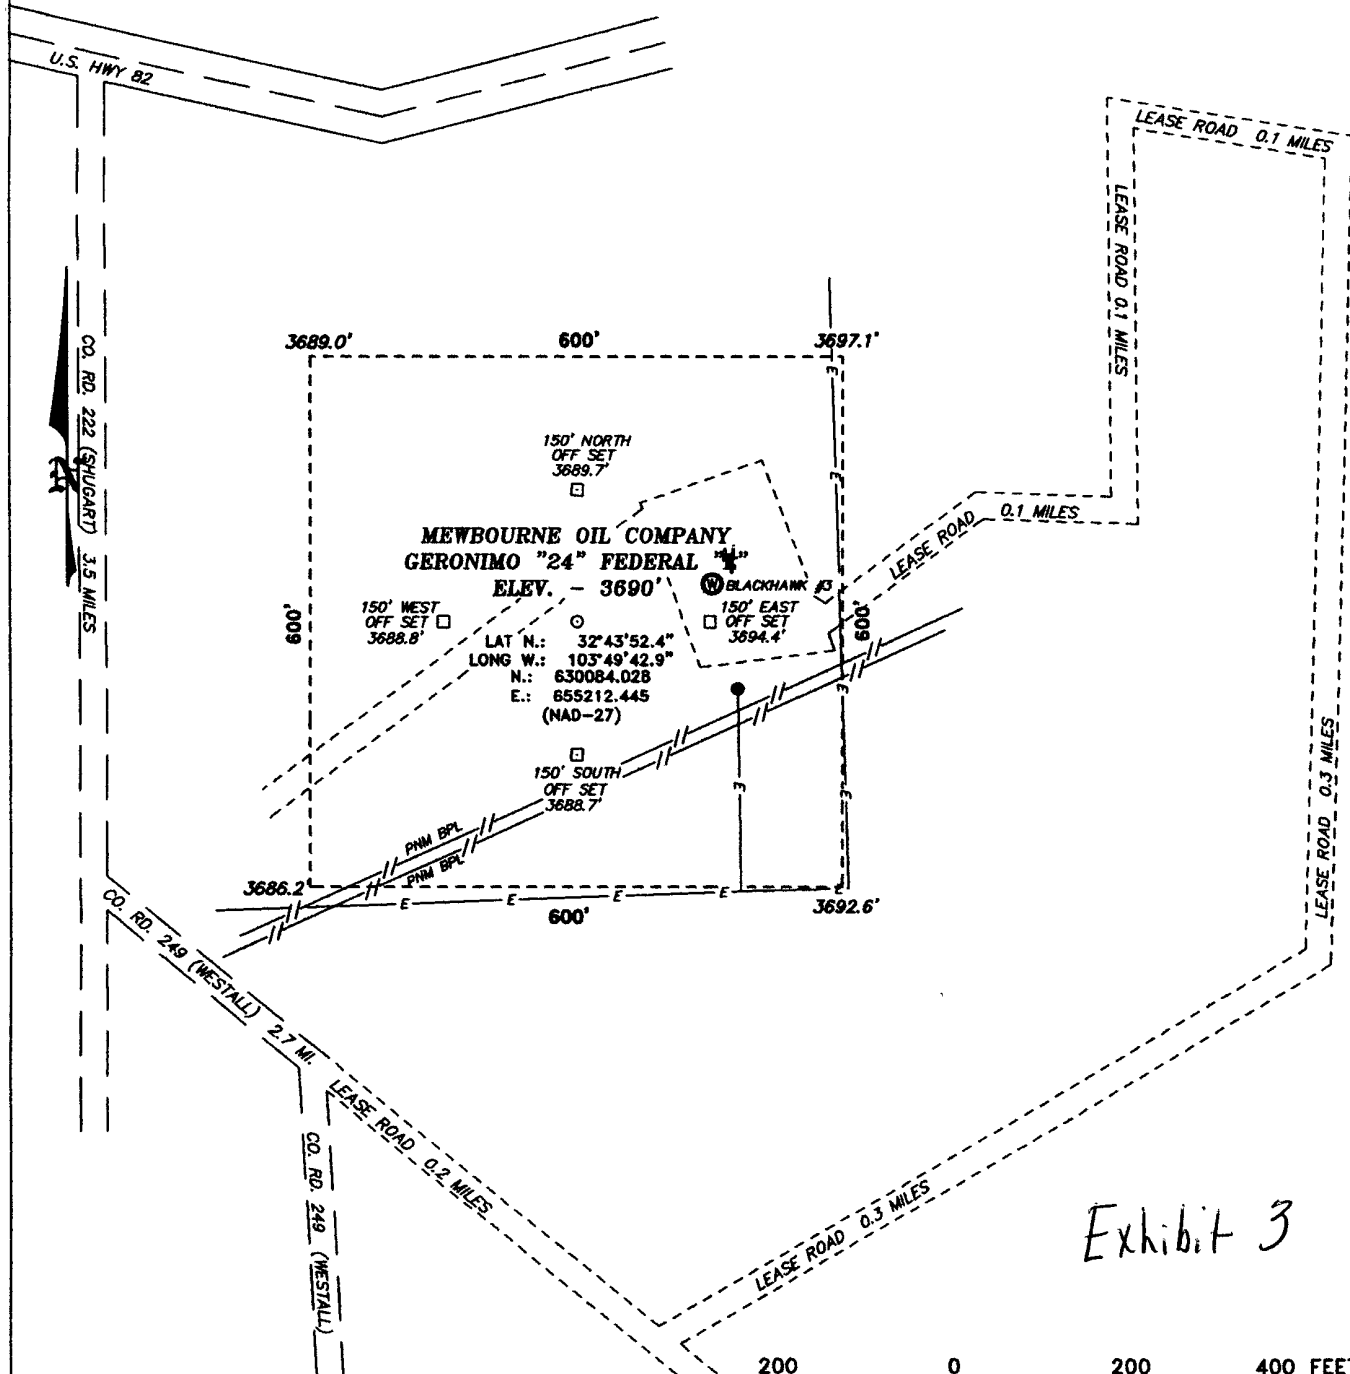 U.S. HWY 82
LEASE ROAD 0.1 MILES
LEASE ROAD 0.1 MILES
CO. RD. 222 (SHUGART) 3.5 MILES
N
3689.0'
600'
3697.1'
E
E
150' NORTH
OFF SET
3689.7'
LEASE ROAD
0.1 MILES
MEWBOURNE OIL COMPANY
GERONIMO "24" FEDERAL
ELEV. - 3690'
W
BLACKHAWK #3
600'
150' WEST
OFF SET
3688.8'
150' EAST
OFF SET
3694.4'
600'
LAT N.: 32°43'52.4"
LONG W.: 103°49'42.9"
N.: 630084.028
E.: 655212.445
(NAD-27)
E
E
E
150' SOUTH
OFF SET
3688.7'
PNM BPL
PNM BPL
LEASE ROAD 0.3 MILES
3686.2
E
E
E
E
E
600'
3692.6'
CO. RD. 249 (WESTALL) 2.7 MI.
LEASE ROAD 0.2 MILES
CO. RD. 249 (WESTALL)
LEASE ROAD 0.3 MILES
Exhibit 3
200 0 200 400 FEET